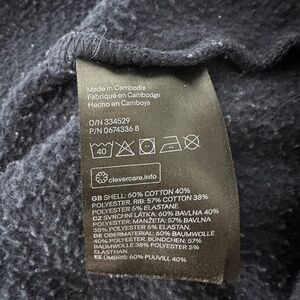 Made in Cambodia
Fabriqué en Cambodge
Hecho en Camboya
O/N 334529
P/N 0674336 8
40
clevercare.info
GB SHELL: 60% COTTON 40%
POLYESTER. RIB: 57% COTTON 38%
POLYESTER 5% ELASTANE.
CZ SVRCHNÍ LÁTKA: 60% BAVLNA 40%
POLYESTER. MANŽETA: 57% BAVLNA
38% POLYESTER 5% ELASTAN.
DE OBERMATERIAL: 60% BAUMWOLLE
40% POLYESTER. BÜNDCHEN: 57%
BAUMWOLLE 38% POLYESTER 5%
ELASTAN.
EE ÜMBRIS: 60% PUUVILL 40%